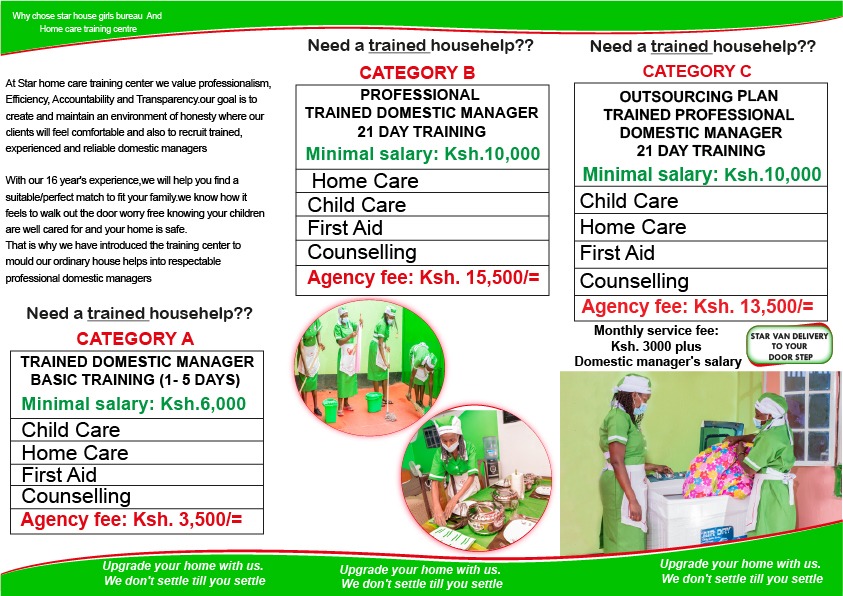 Why chose star house girls bureau And
Home care training centre
At Star home care training center we value professionalism,
Efficiency, Accountability and Transparency.our goal is to
create and maintain an environment of honesty where our
clients will feel comfortable and also to recruit trained,
experienced and reliable domestic managers
With our 16 year's experience,we will help you find a
suitable/perfect match to fit your family.we know how it
feels to walk out the door worry free knowing your children
are well cared for and your home is safe.
That is why we have introduced the training center to
mould our ordinary house helps into respectable
professional domestic managers
Need a trained househelp??
CATEGORY A
TRAINED DOMESTIC MANAGER
BASIC TRAINING (1- 5 DAYS)
Minimal salary: Ksh.6,000
Child Care
Home Care
First Aid
Counselling
Agency fee: Ksh. 3,500/=
Upgrade your home with us.
We don't settle till you settle
Need a trained househelp??
CATEGORY B
PROFESSIONAL
TRAINED DOMESTIC MANAGER
21 DAY TRAINING
Minimal salary: Ksh.10,000
Home Care
Child Care
First Aid
Counselling
Agency fee: Ksh. 15,500/=
Upgrade your home with us.
We don't settle till you settle
Need a trained househelp??
CATEGORY C
OUTSOURCING PLAN
TRAINED PROFESSIONAL
DOMESTIC MANAGER
21 DAY TRAINING
Minimal salary: Ksh.10,000
Child Care
Home Care
First Aid
Counselling
Agency fee: Ksh. 13,500/=
Monthly service fee:
Ksh. 3000 plus
Domestic manager's salary
STAR VAN DELIVERY
TO YOUR
DOOR STEP
AIR DRY
Upgrade your home with us.
We don't settle till you settle